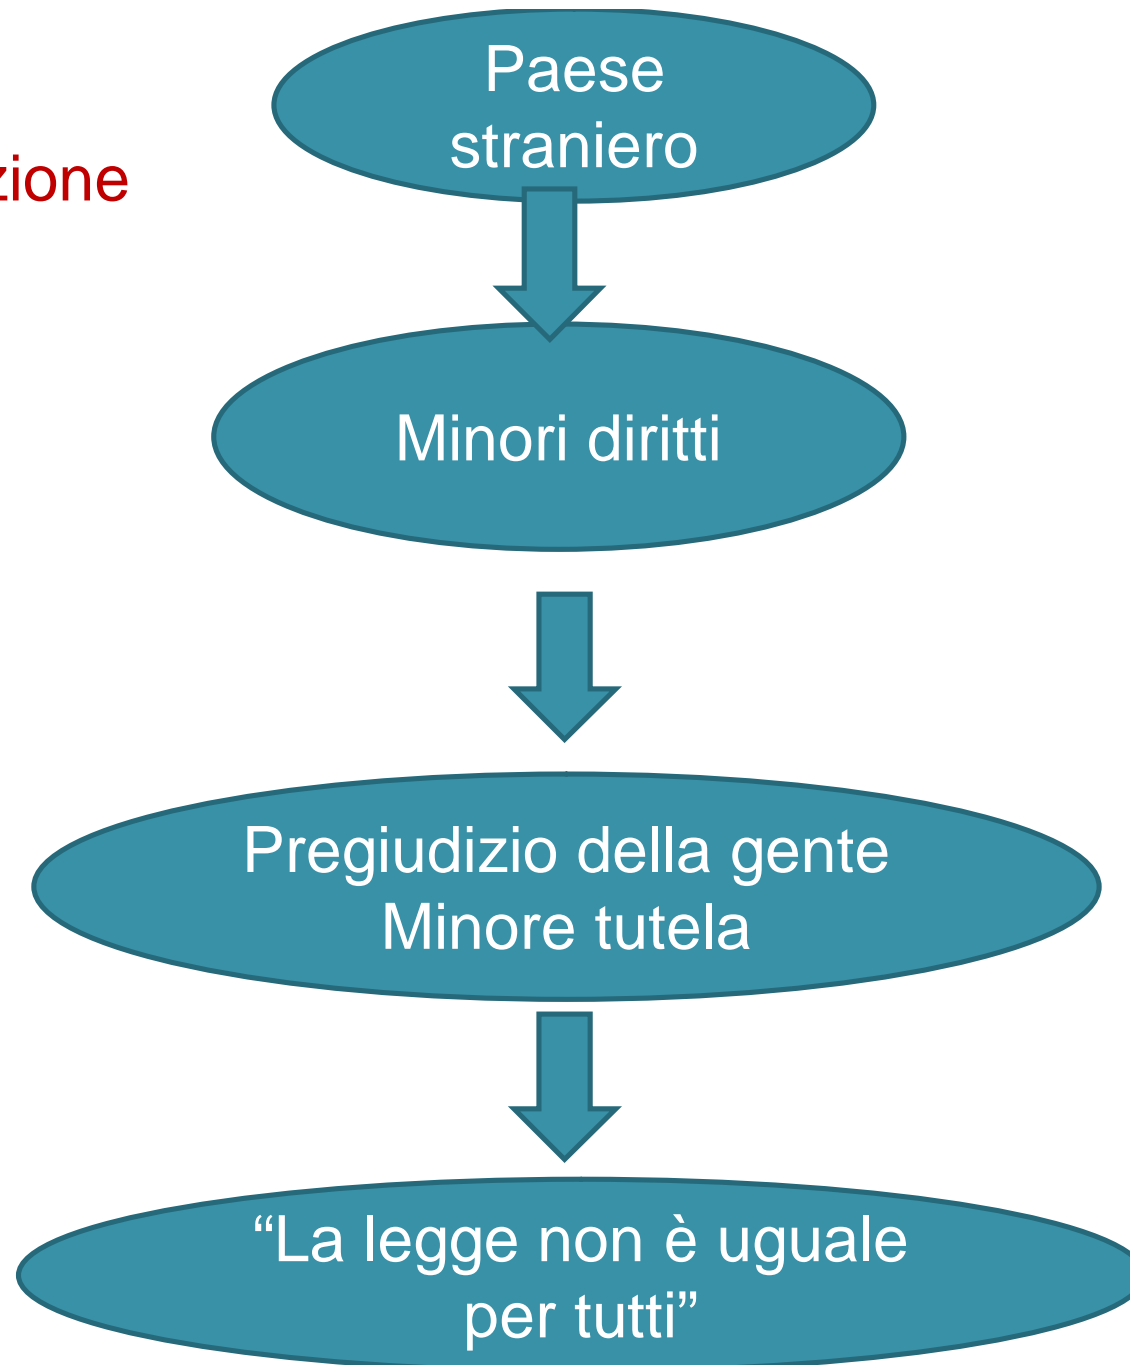 Paese
straniero
zione
Minori diritti
Pregiudizio della gente
Minore tutela
“La legge non è uguale
per tutti”